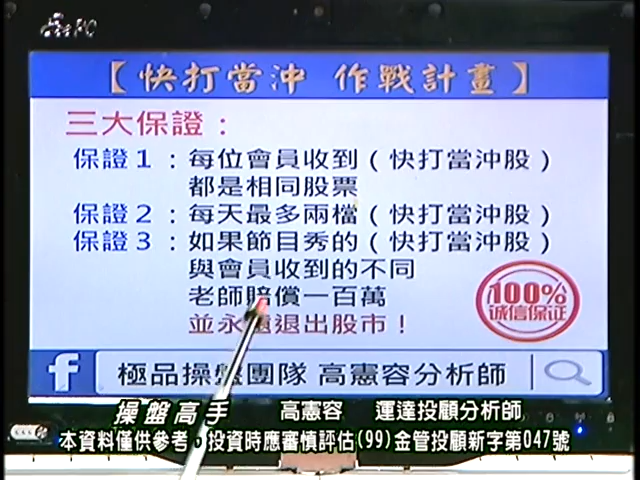 【快打當沖 作戰計畫】
三大保證：
保證1：每位會員收到（快打當沖股）
都是相同股票
保證2：每天最多兩檔（快打當沖股）
保證3：如果節目秀的（快打當沖股）
與會員收到的不同
老師賠償一百萬
並永遠退出股市！
100%
诚信保证
f 極品操盤團隊 高憲容分析師
操盤高手 高憲容 運達投顧分析師
本資料僅供參考，投資時應審慎評估(99)金管投顧新字第047號